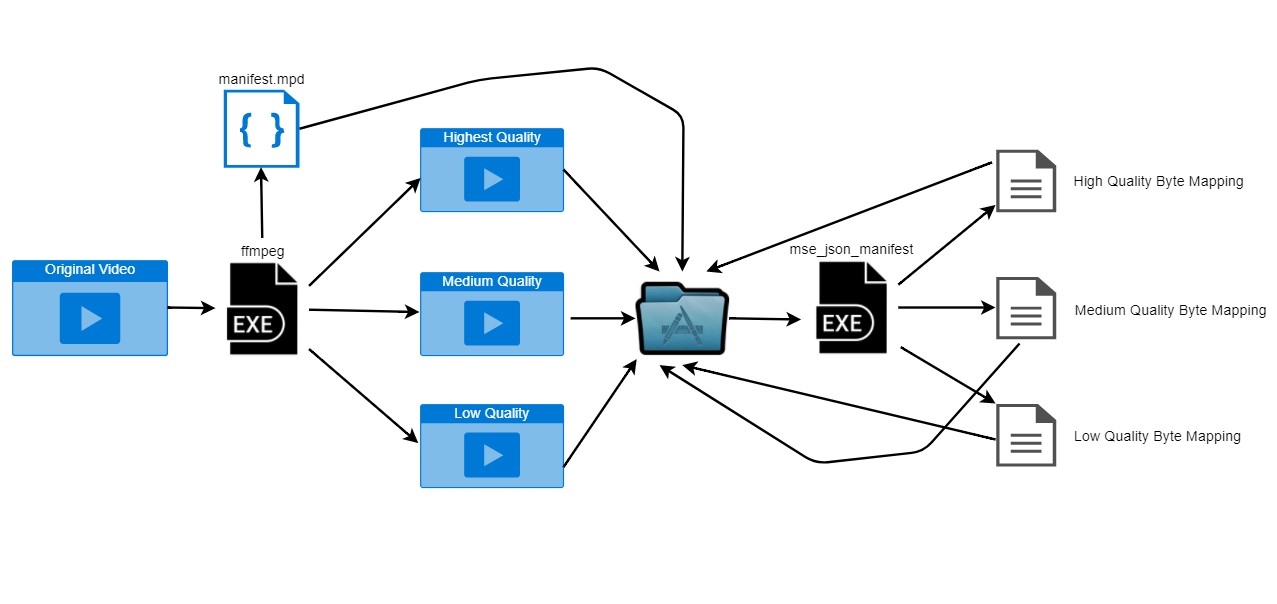 manifest.mpd
{ }
Highest Quality
High Quality Byte Mapping
ffmpeg
mse_json_manifest
Original Video
Medium Quality
EXE
EXE
Medium Quality Byte Mapping
Low Quality
Low Quality Byte Mapping